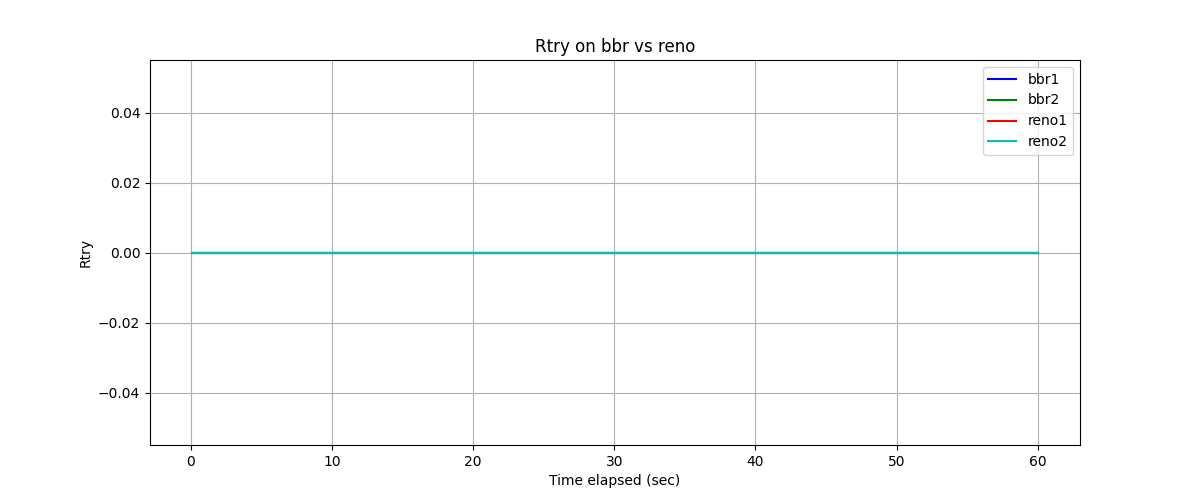 Rtry on bbr vs reno
bbr1
bbr2
reno1
reno2
0.04
0.02
0.00
−0.02
−0.04
Rtry
0 10 20 30 40 50 60
Time elapsed (sec)